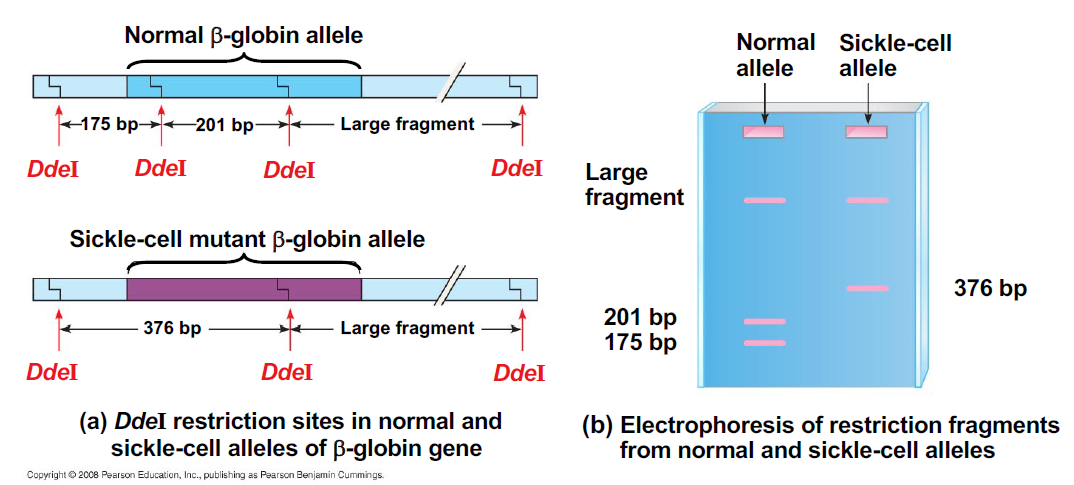 Normal β-globin allele
175 bp
201 bp
Large fragment
DdeI
DdeI
DdeI
DdeI
Sickle-cell mutant β-globin allele
376 bp
Large fragment
DdeI
DdeI
DdeI
(a) DdeI restriction sites in normal and
sickle-cell alleles of β-globin gene
Normal
allele
Sickle-cell
allele
Large
fragment
376 bp
201 bp
175 bp
(b) Electrophoresis of restriction fragments
from normal and sickle-cell alleles
Copyright © 2008 Pearson Education, Inc., publishing as Pearson Benjamin Cummings.